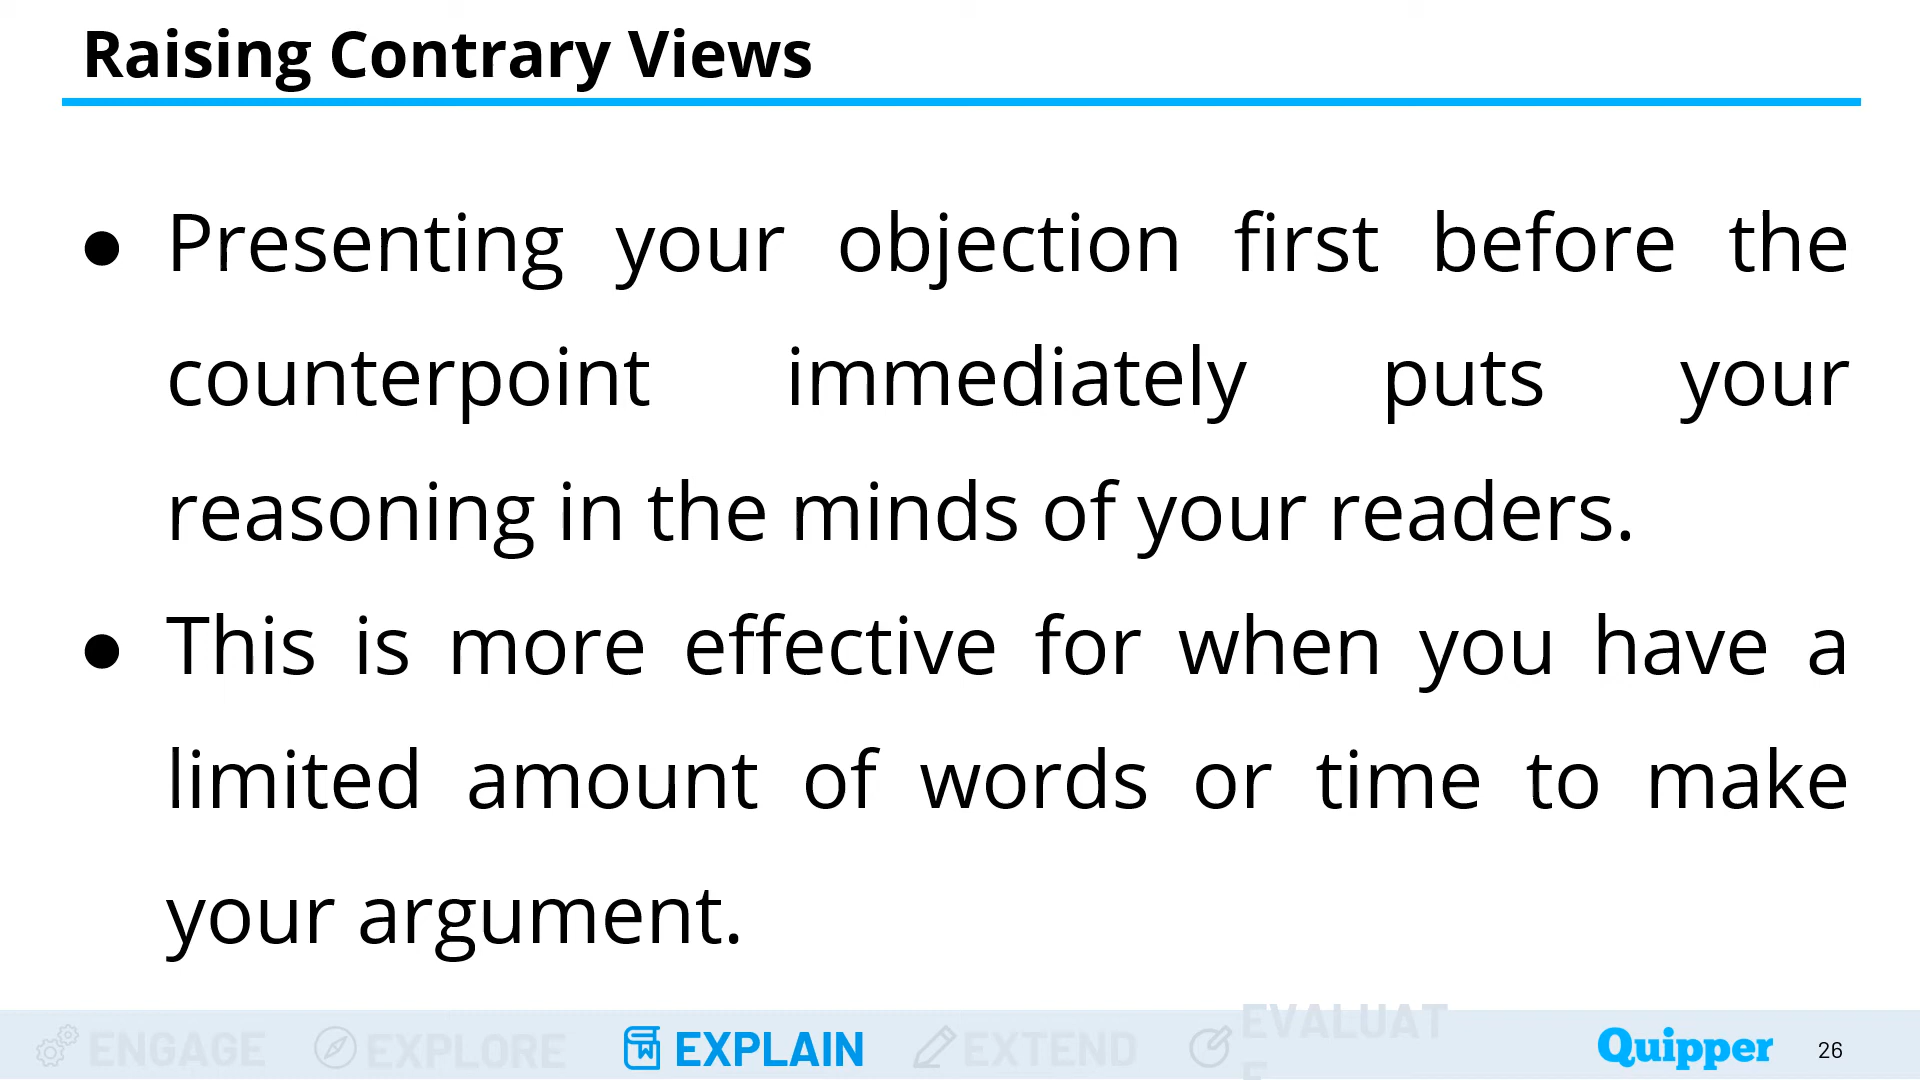 Raising Contrary Views
● Presenting your objection first before the
counterpoint immediately puts your
reasoning in the minds of your readers.
● This is more effective for when you have a
limited amount of words or time to make
your argument.
ENGAGE
EXPLORE
EXPLAIN
EXTEND
EVALUAT
E
Quipper
26